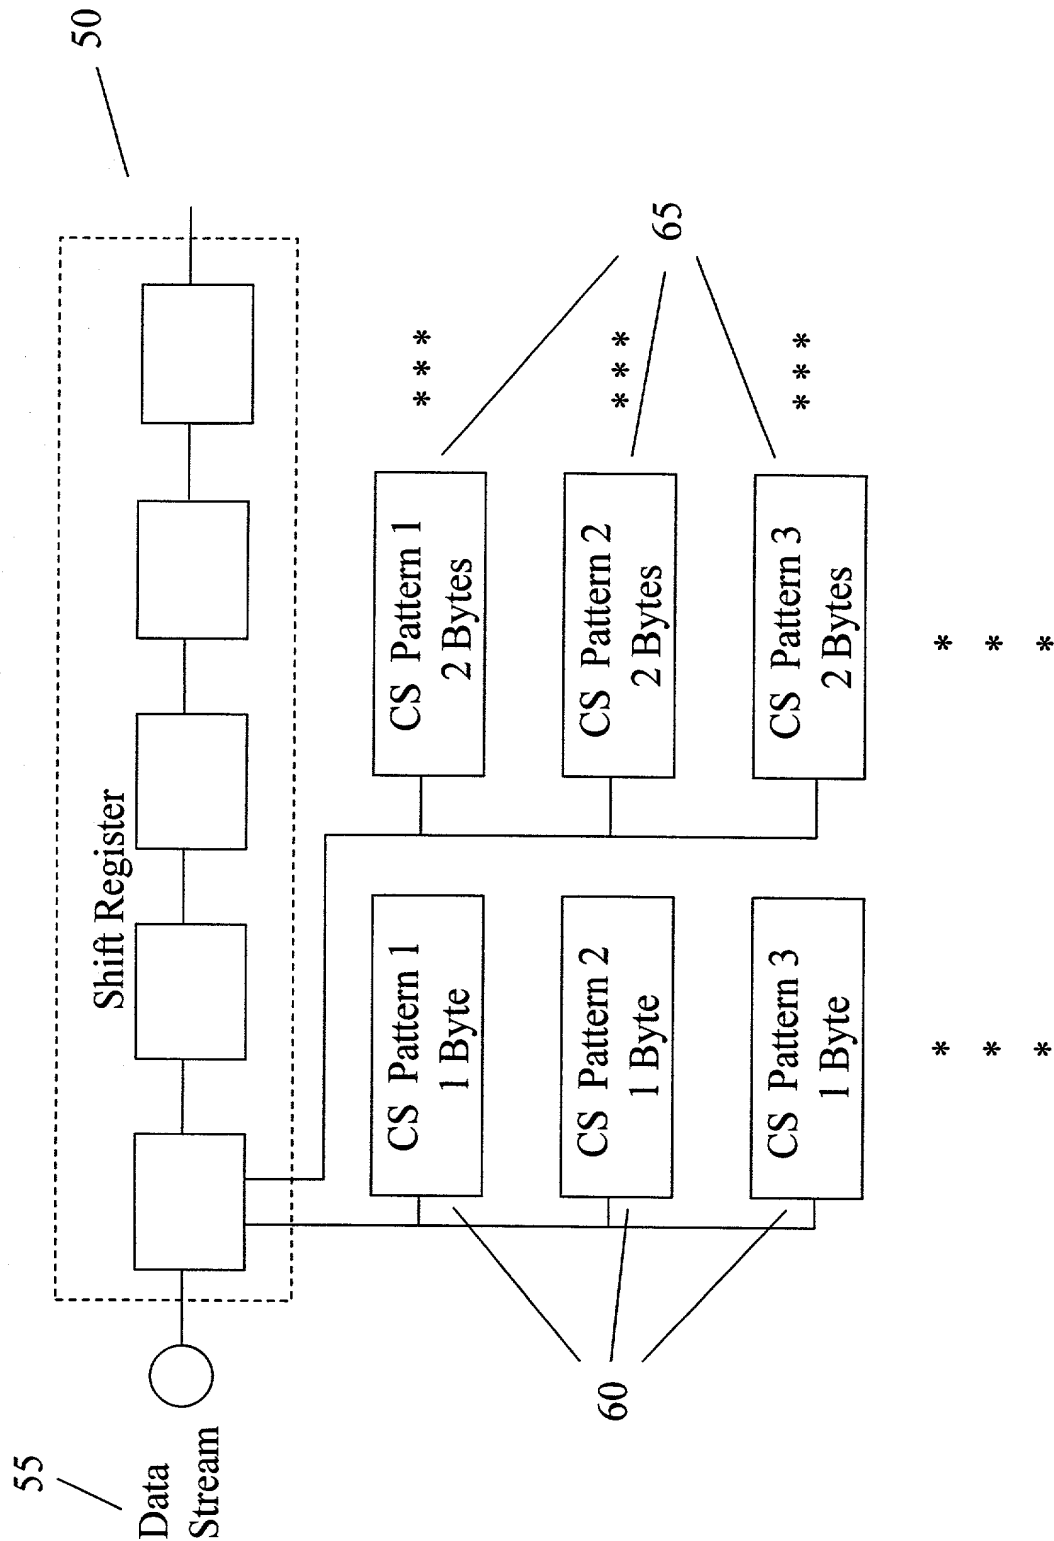 50
55
Data
Stream
Shift Register
CS Pattern 1
1 Byte
CS Pattern 1
2 Bytes
* * *
CS Pattern 2
1 Byte
CS Pattern 2
2 Bytes
* * *
CS Pattern 3
1 Byte
CS Pattern 3
2 Bytes
* * *
60
65
*
*
*
*
*
*